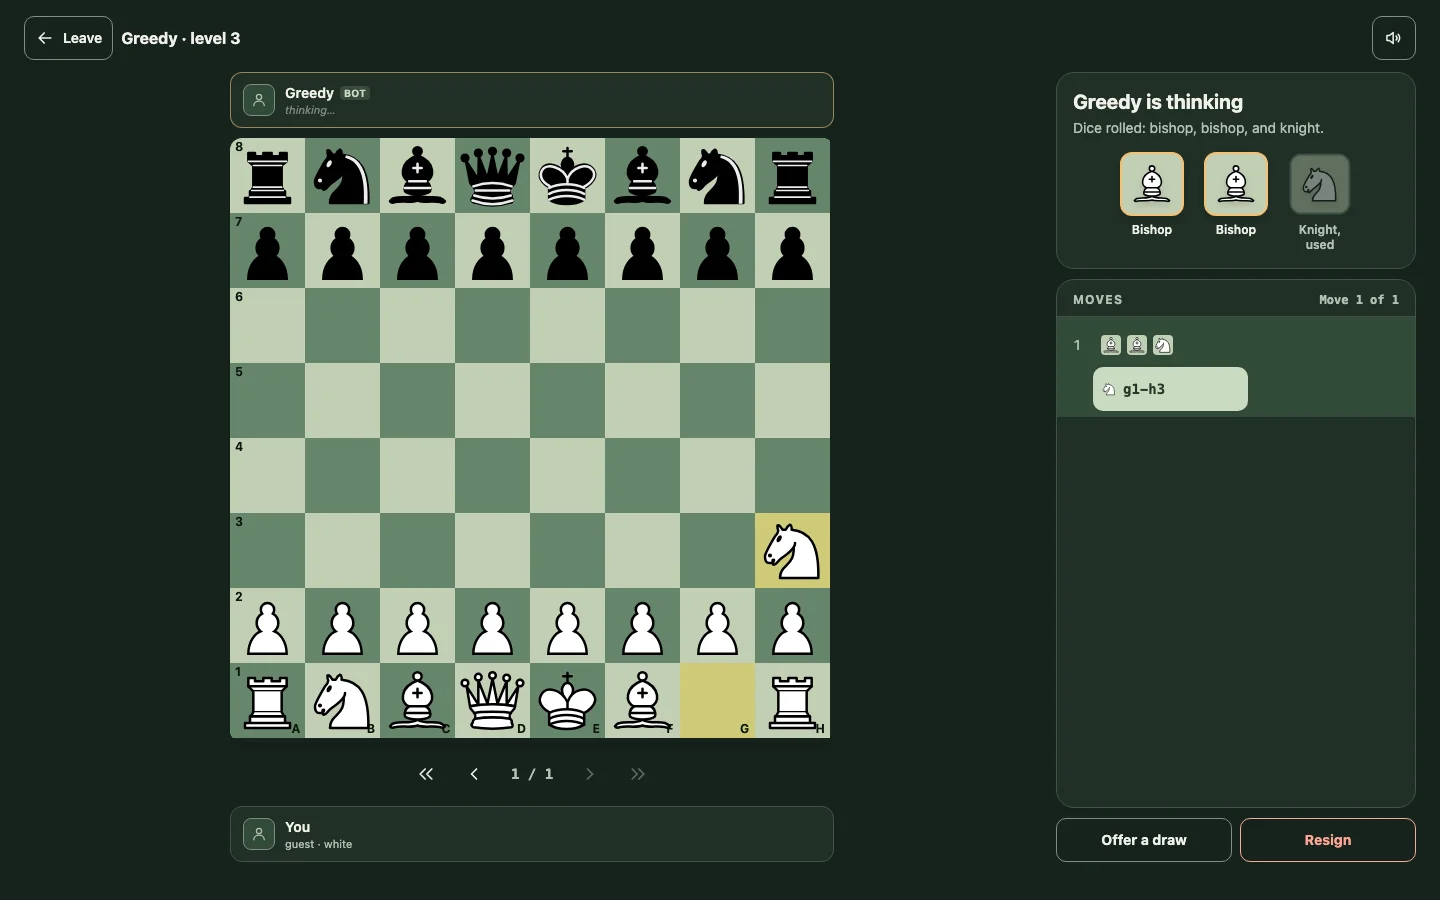 Leave
Greedy · level 3
Greedy BOT
thinking...
8
7
6
5
4
3
2
1
A B C D E F G H
1 / 1
You
guest · white
Greedy is thinking
Dice rolled: bishop, bishop, and knight.
Bishop
Bishop
Knight,
used
MOVES
Move 1 of 1
1
g1-h3
Offer a draw
Resign